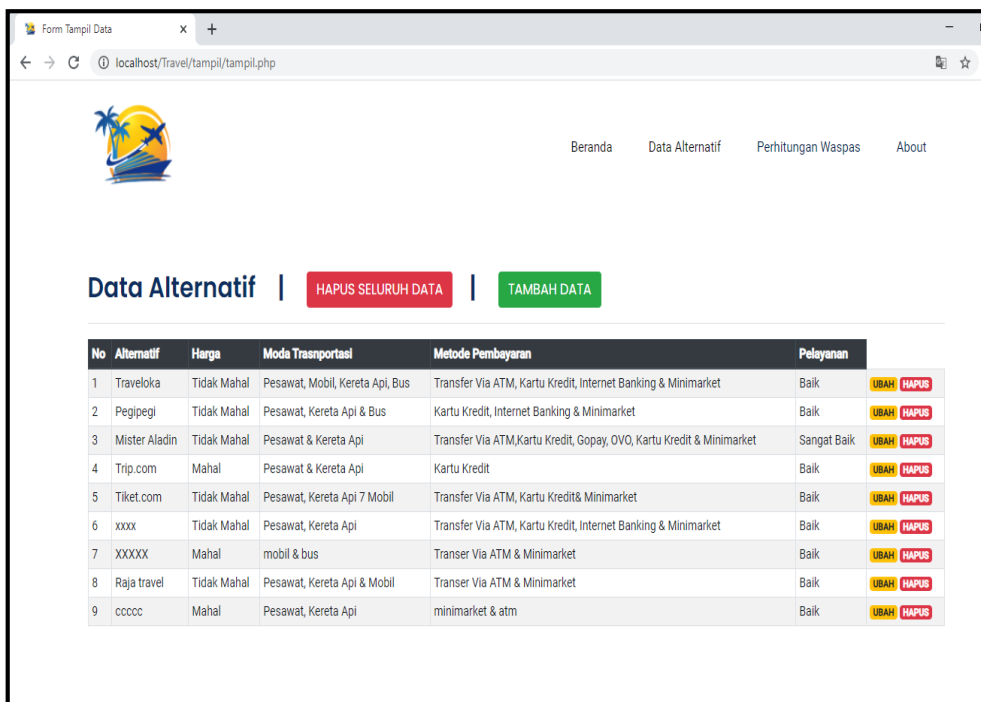 Form Tampil Data
localhost/Travel/tampil/tampil.php
Beranda Data Alternatif Perhitungan Waspas About
Data Alternatif | HAPUS SELURUH DATA | TAMBAH DATA
No Alternatif Harga Moda Trasnportasi Metode Pembayaran Pelayanan
1 Traveloka Tidak Mahal Pesawat, Mobil, Kereta Api, Bus Transfer Via ATM, Kartu Kredit, Internet Banking & Minimarket Baik UBAH HAPUS
2 Pegipegi Tidak Mahal Pesawat, Kereta Api & Bus Kartu Kredit, Internet Banking & Minimarket Baik UBAH HAPUS
3 Mister Aladin Tidak Mahal Pesawat & Kereta Api Transfer Via ATM,Kartu Kredit, Gopay, OVO, Kartu Kredit & Minimarket Sangat Baik UBAH HAPUS
4 Trip.com Mahal Pesawat & Kereta Api Kartu Kredit Baik UBAH HAPUS
5 Tiket.com Tidak Mahal Pesawat, Kereta Api 7 Mobil Transfer Via ATM, Kartu Kredit& Minimarket Baik UBAH HAPUS
6 xxxx Tidak Mahal Pesawat, Kereta Api Transfer Via ATM, Kartu Kredit, Internet Banking & Minimarket Baik UBAH HAPUS
7 XXXXX Mahal mobil & bus Transer Via ATM & Minimarket Baik UBAH HAPUS
8 Raja travel Tidak Mahal Pesawat, Kereta Api & Mobil Transer Via ATM & Minimarket Baik UBAH HAPUS
9 ccccc Mahal Pesawat, Kereta Api minimarket & atm Baik UBAH HAPUS